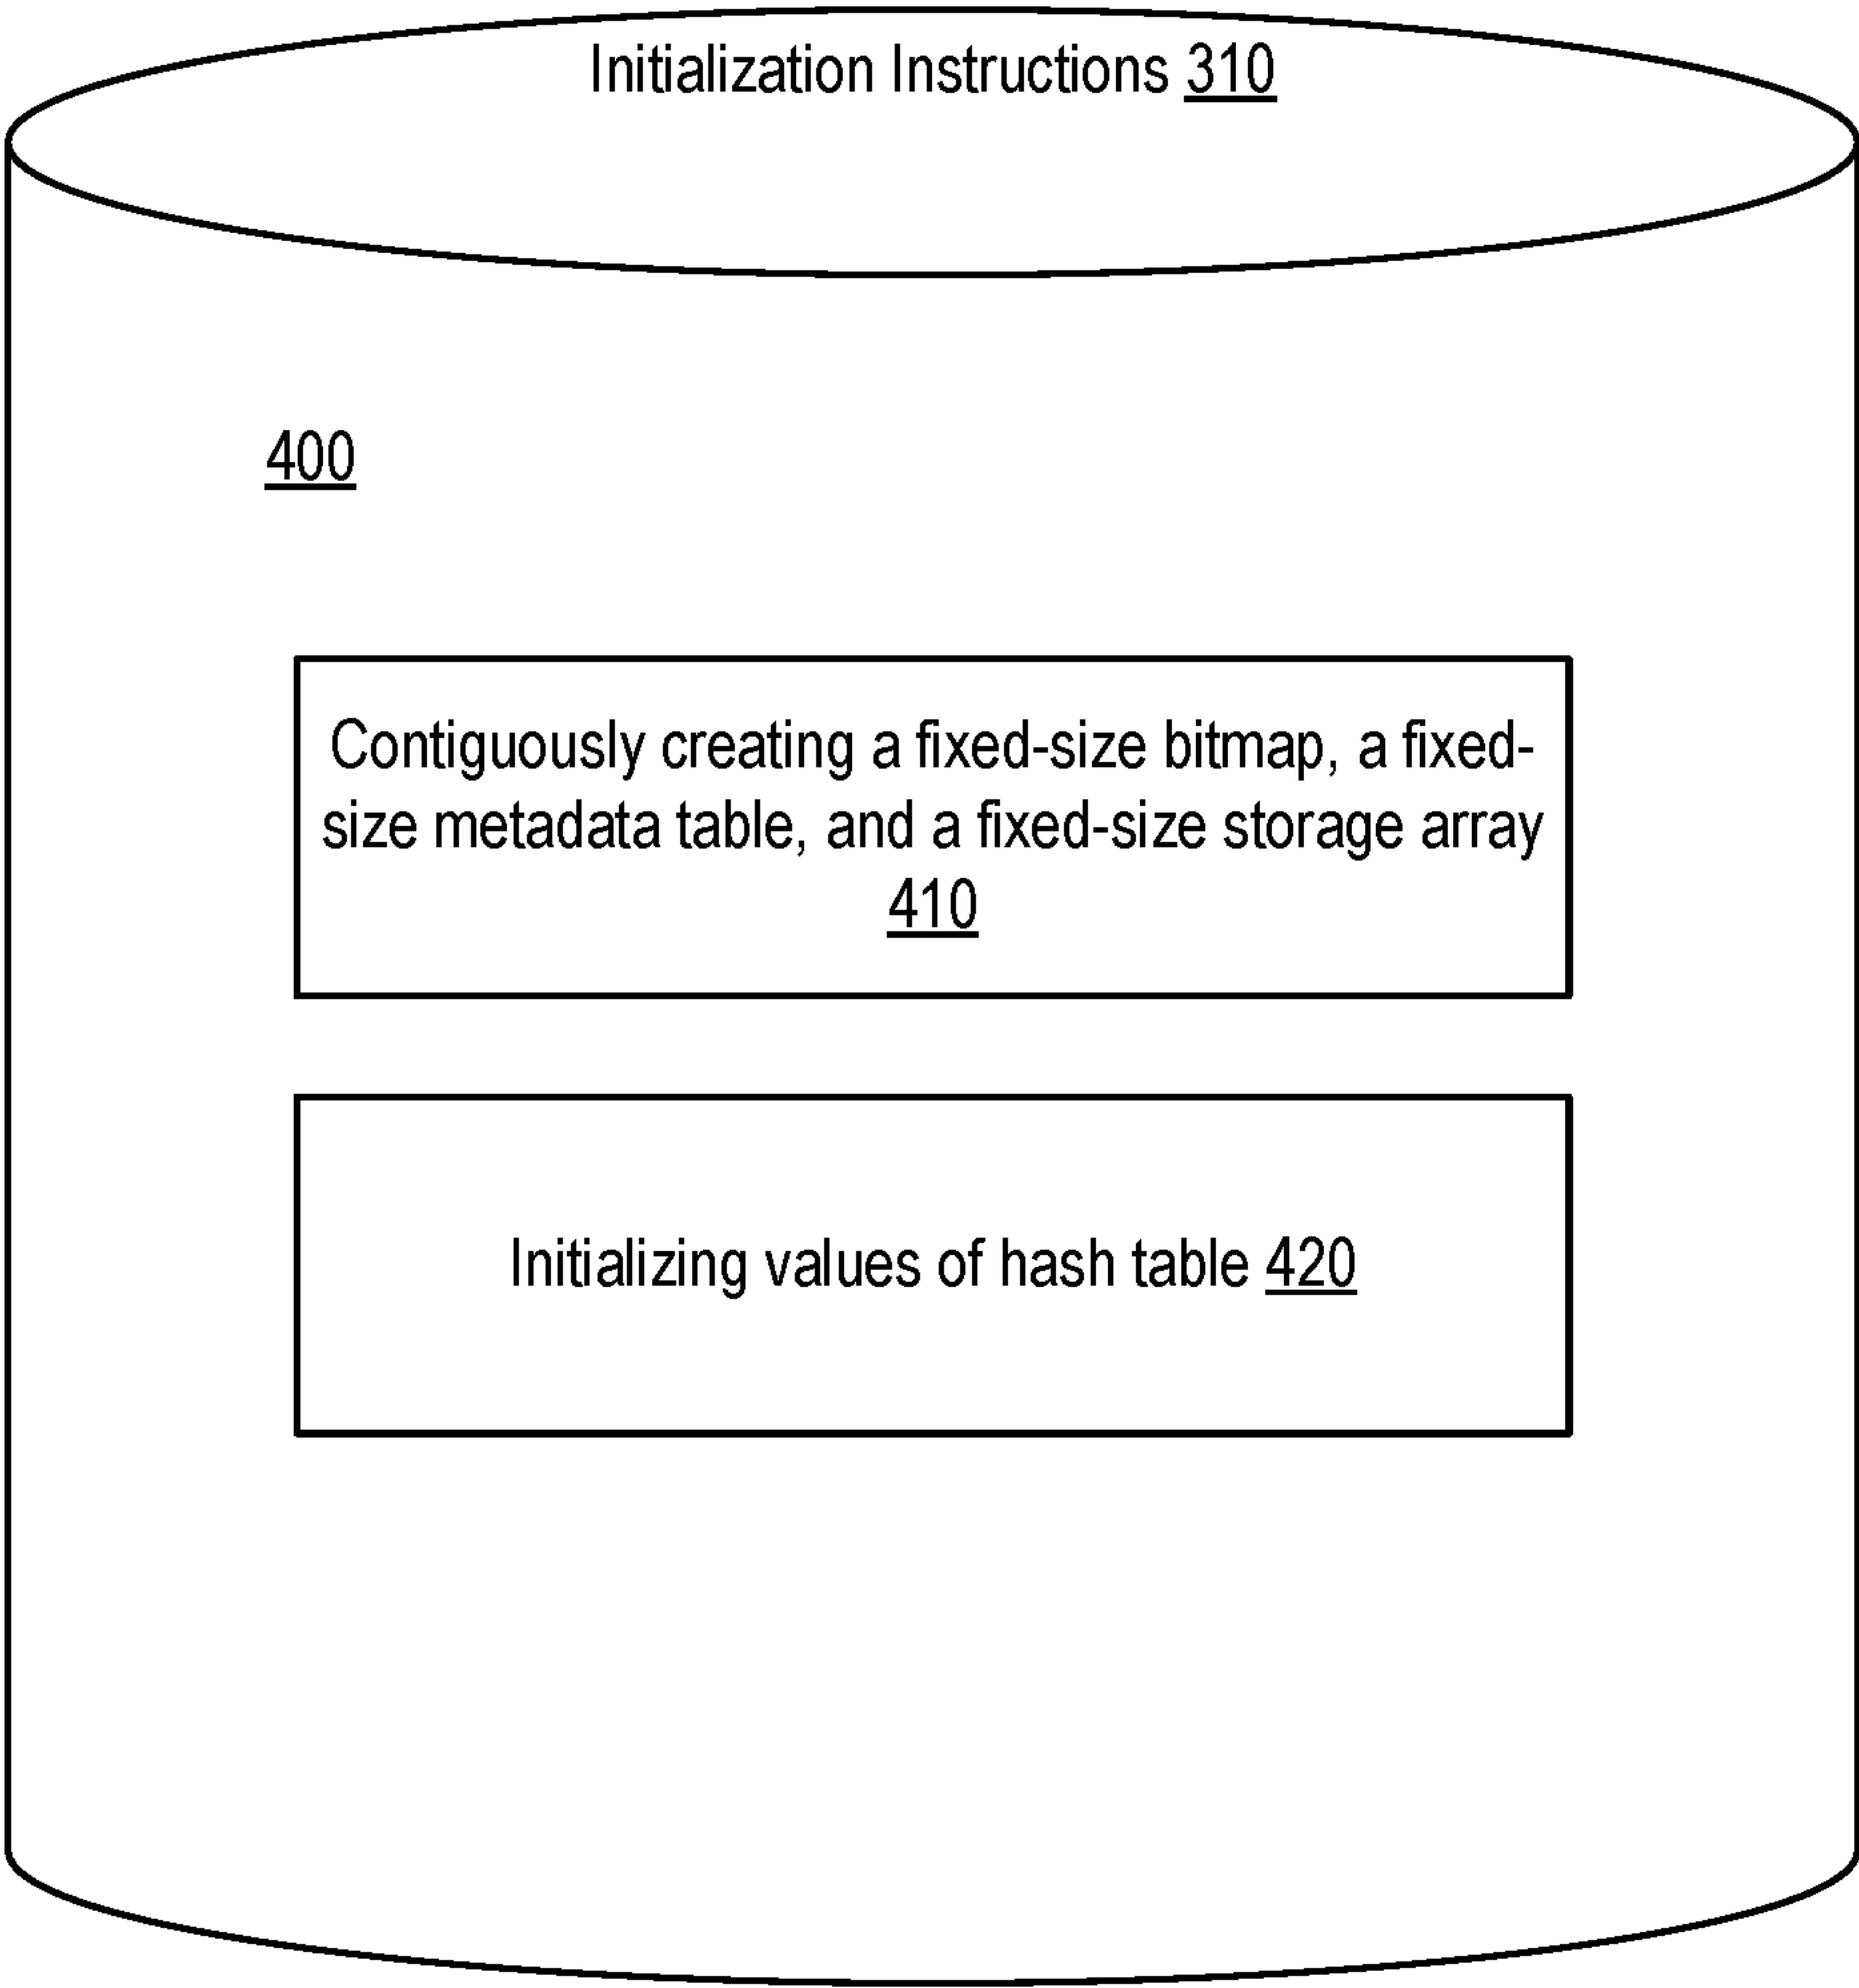 Initialization Instructions 310
400
Contiguously creating a fixed-size bitmap, a fixed-
size metadata table, and a fixed-size storage array
410
Initializing values of hash table 420